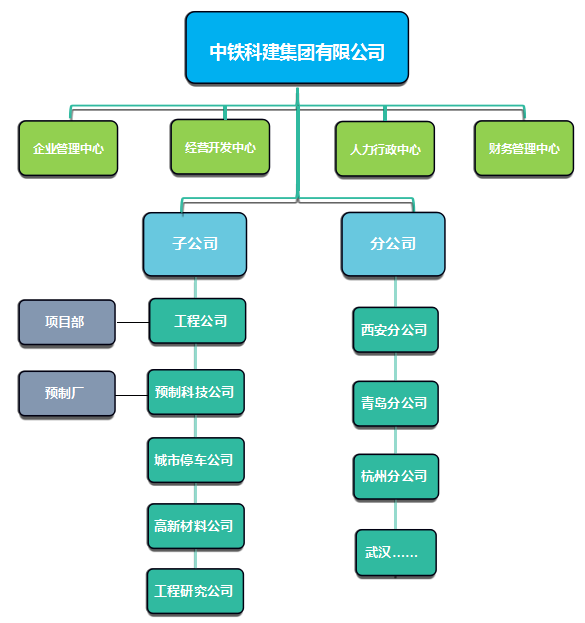 中铁科建集团有限公司
企业管理中心
经营开发中心
人力行政中心
财务管理中心
子公司
分公司
项目部
工程公司
西安分公司
预制厂
预制科技公司
青岛分公司
城市停车公司
杭州分公司
高新材料公司
武汉......
工程研究公司